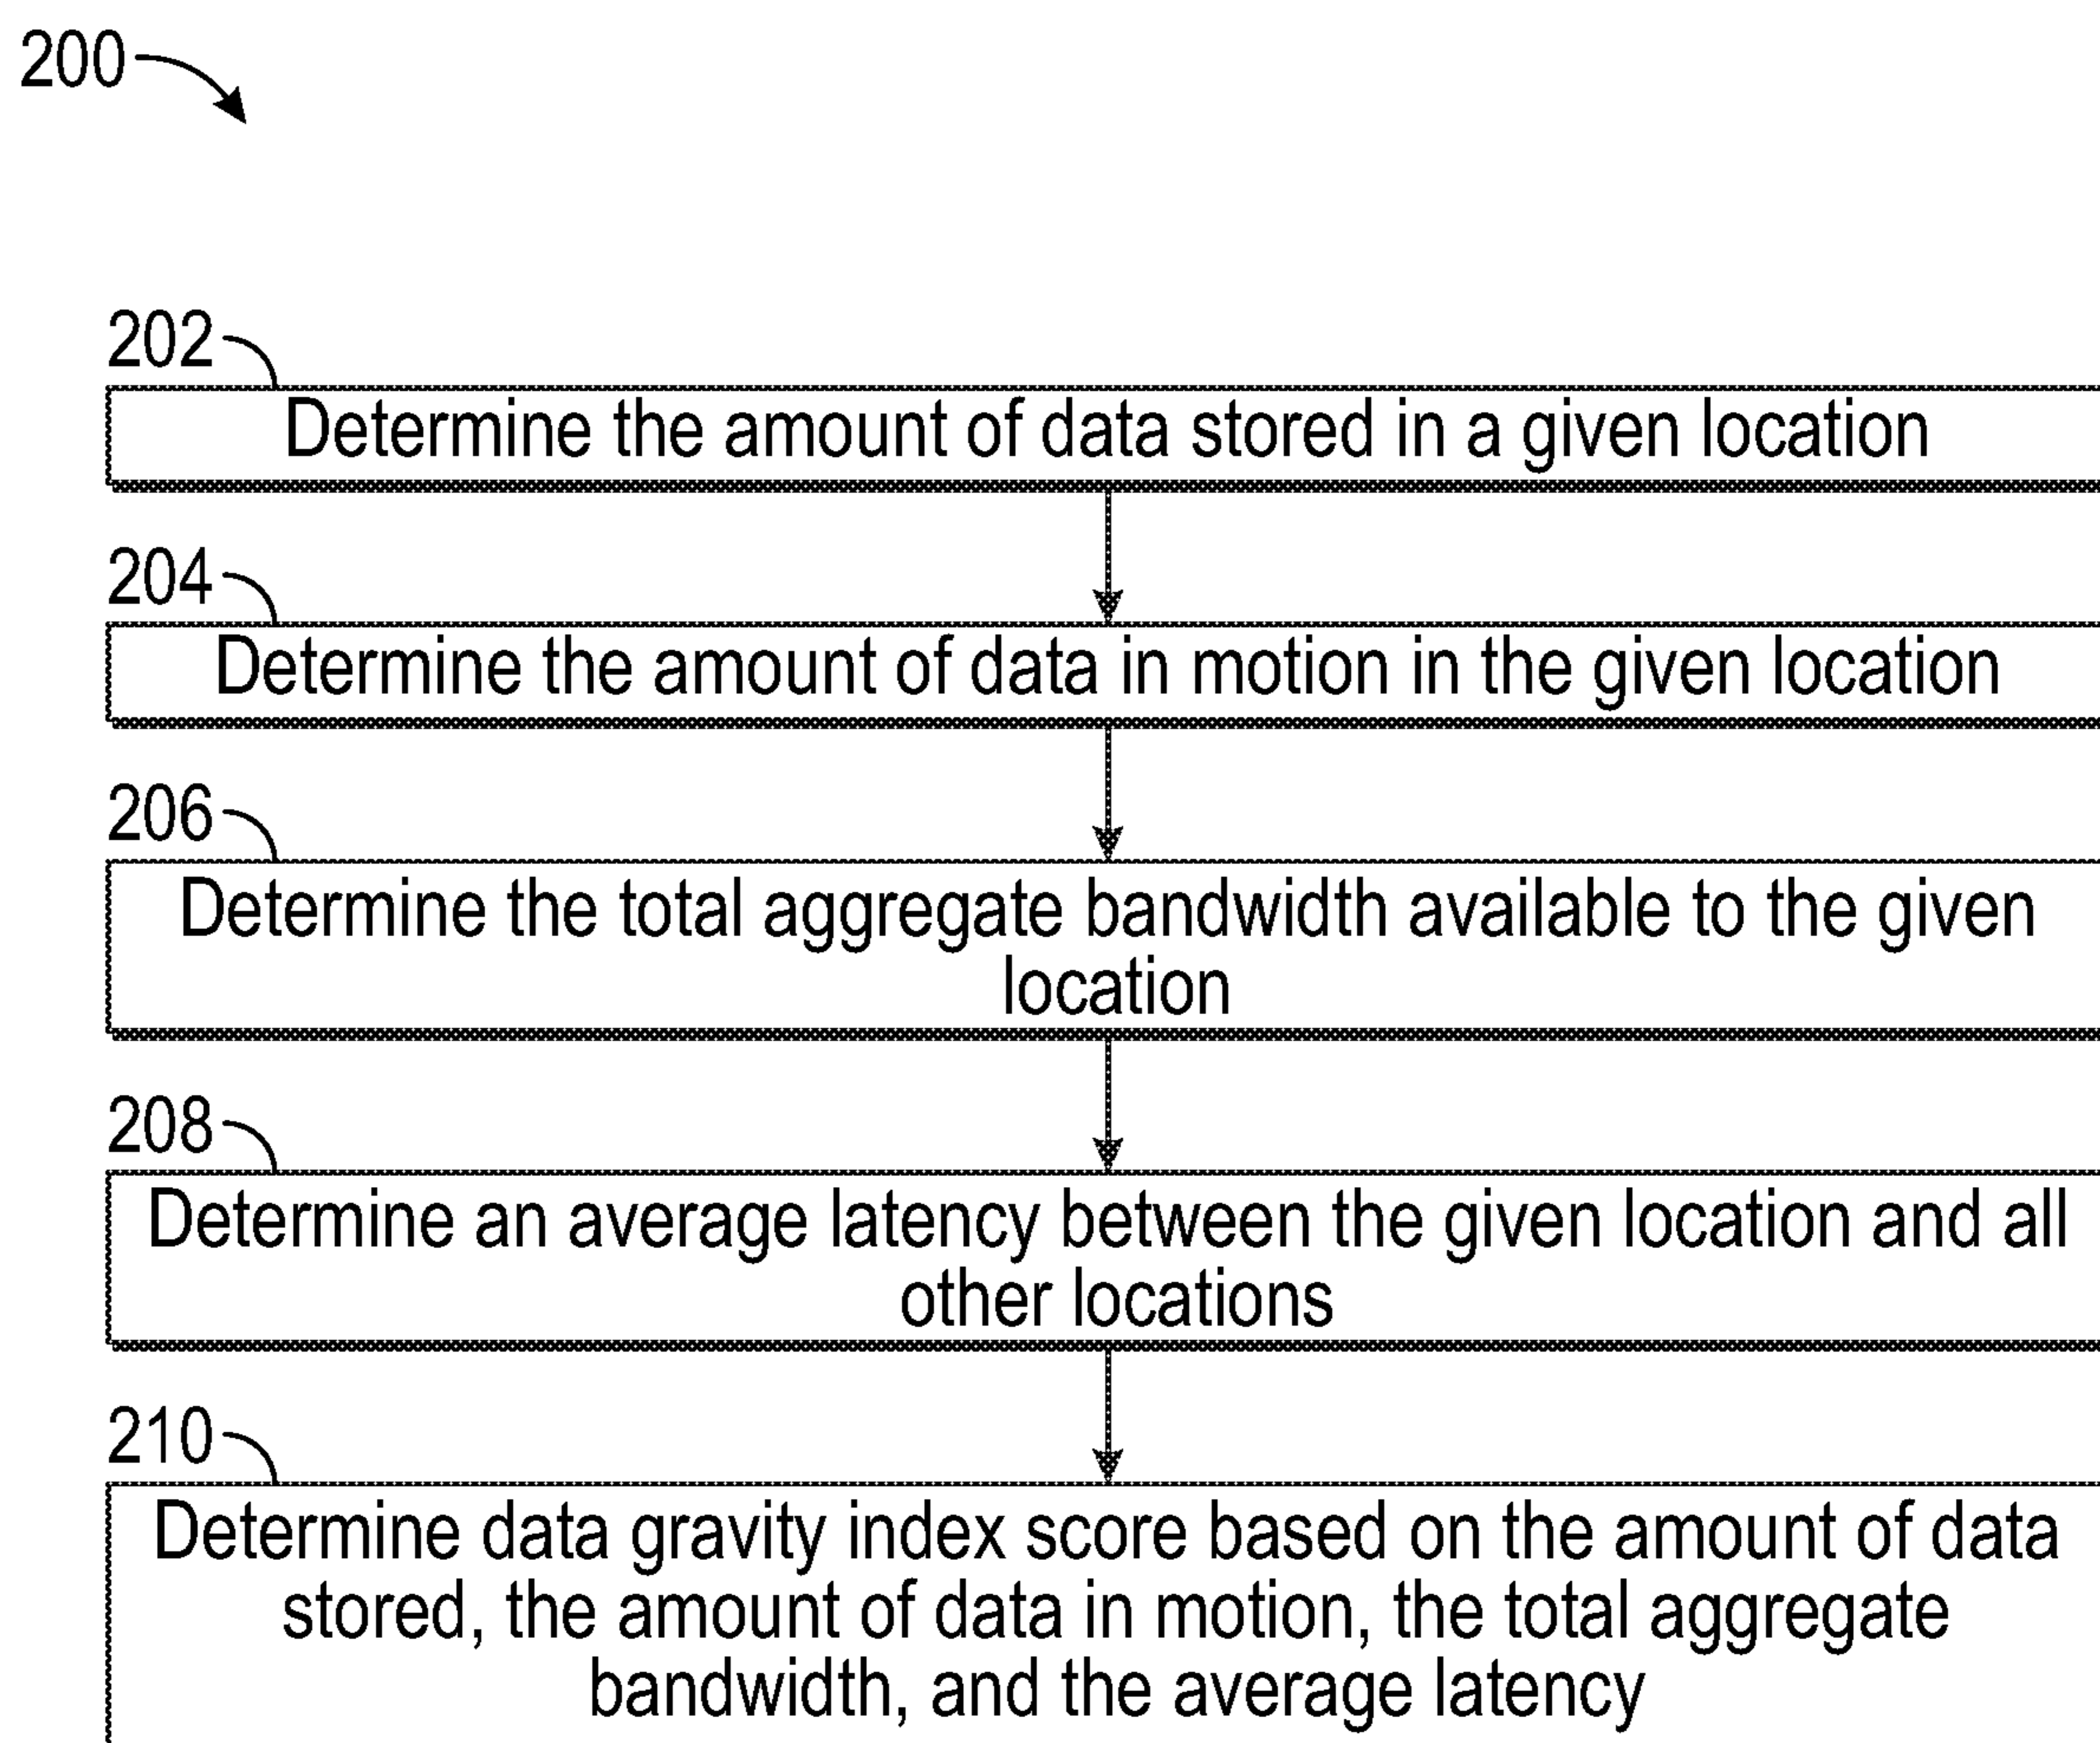 200
202
Determine the amount of data stored in a given location
204
Determine the amount of data in motion in the given location
206
Determine the total aggregate bandwidth available to the given
location
208
Determine an average latency between the given location and all
other locations
210
Determine data gravity index score based on the amount of data
stored, the amount of data in motion, the total aggregate
bandwidth, and the average latency